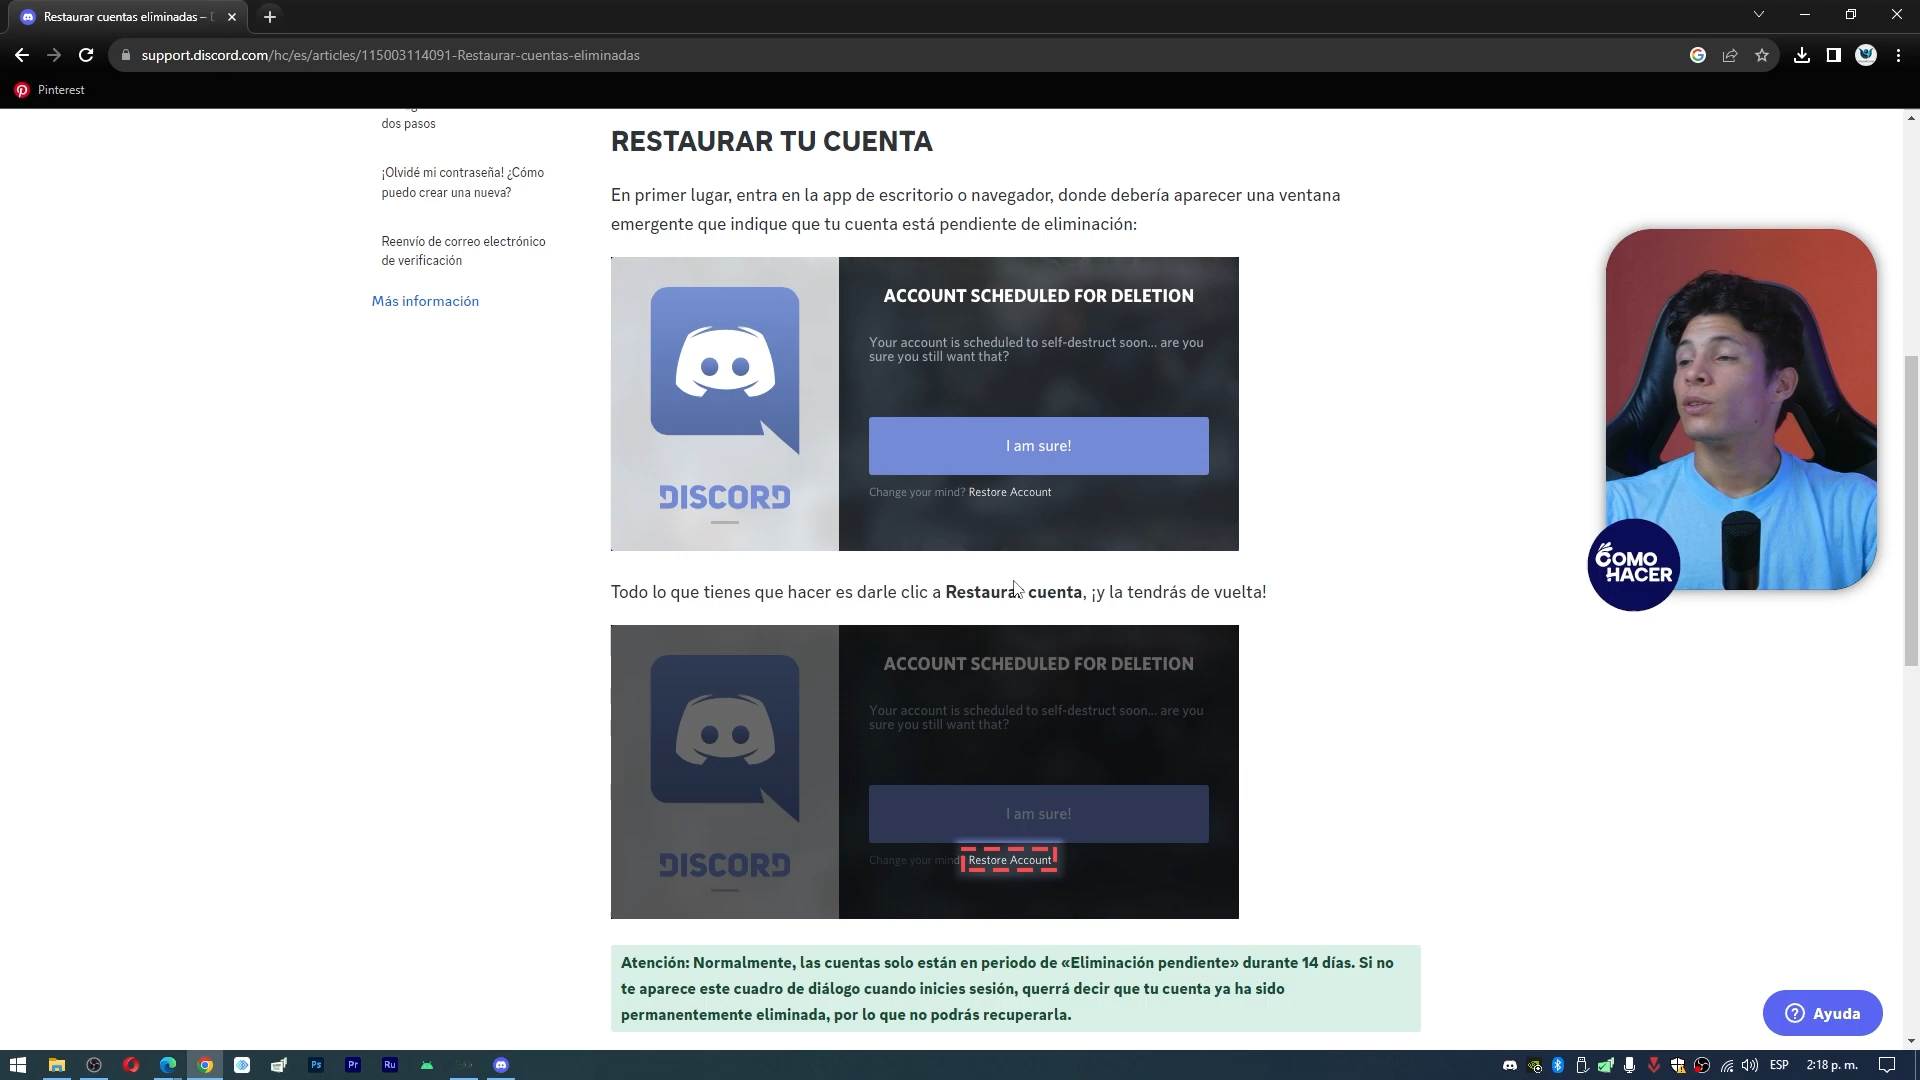 Restaurar cuentas eliminadas –
support.discord.com/hc/es/articles/115003114091-Restaurar-cuentas-eliminadas
Pinterest
dos pasos
¡Olvidé mi contraseña! ¿Cómo
puedo crear una nueva?
Reenvío de correo electrónico
de verificación
Más información
RESTAURAR TU CUENTA
En primer lugar, entra en la app de escritorio o navegador, donde debería aparecer una ventana
emergente que indique que tu cuenta está pendiente de eliminación:
ACCOUNT SCHEDULED FOR DELETION
Your account is scheduled to self-destruct soon... are you
sure you still want that?
I am sure!
Change your mind? Restore Account
DISCORD
Todo lo que tienes que hacer es darle clic a Restaurar cuenta, ¡y la tendrás de vuelta!
ACCOUNT SCHEDULED FOR DELETION
Your account is scheduled to self-destruct soon... are you
sure you still want that?
I am sure!
Change your mind Restore Account
DISCORD
Atención: Normalmente, las cuentas solo están en periodo de «Eliminación pendiente» durante 14 días. Si no
te aparece este cuadro de diálogo cuando inicies sesión, querrá decir que tu cuenta ya ha sido
permanentemente eliminada, por lo que no podrás recuperarla.
COMO
HACER
Ayuda
Ps
Pr
Ru
ESP
2:18 p. m.